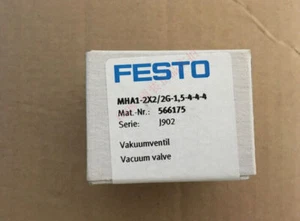 FESTO
MHA1-2X2/2G-1,5-4-4-4
Mat.-Nr.: 566175
Serie: J902
Vakuumventil
Vacuum valve